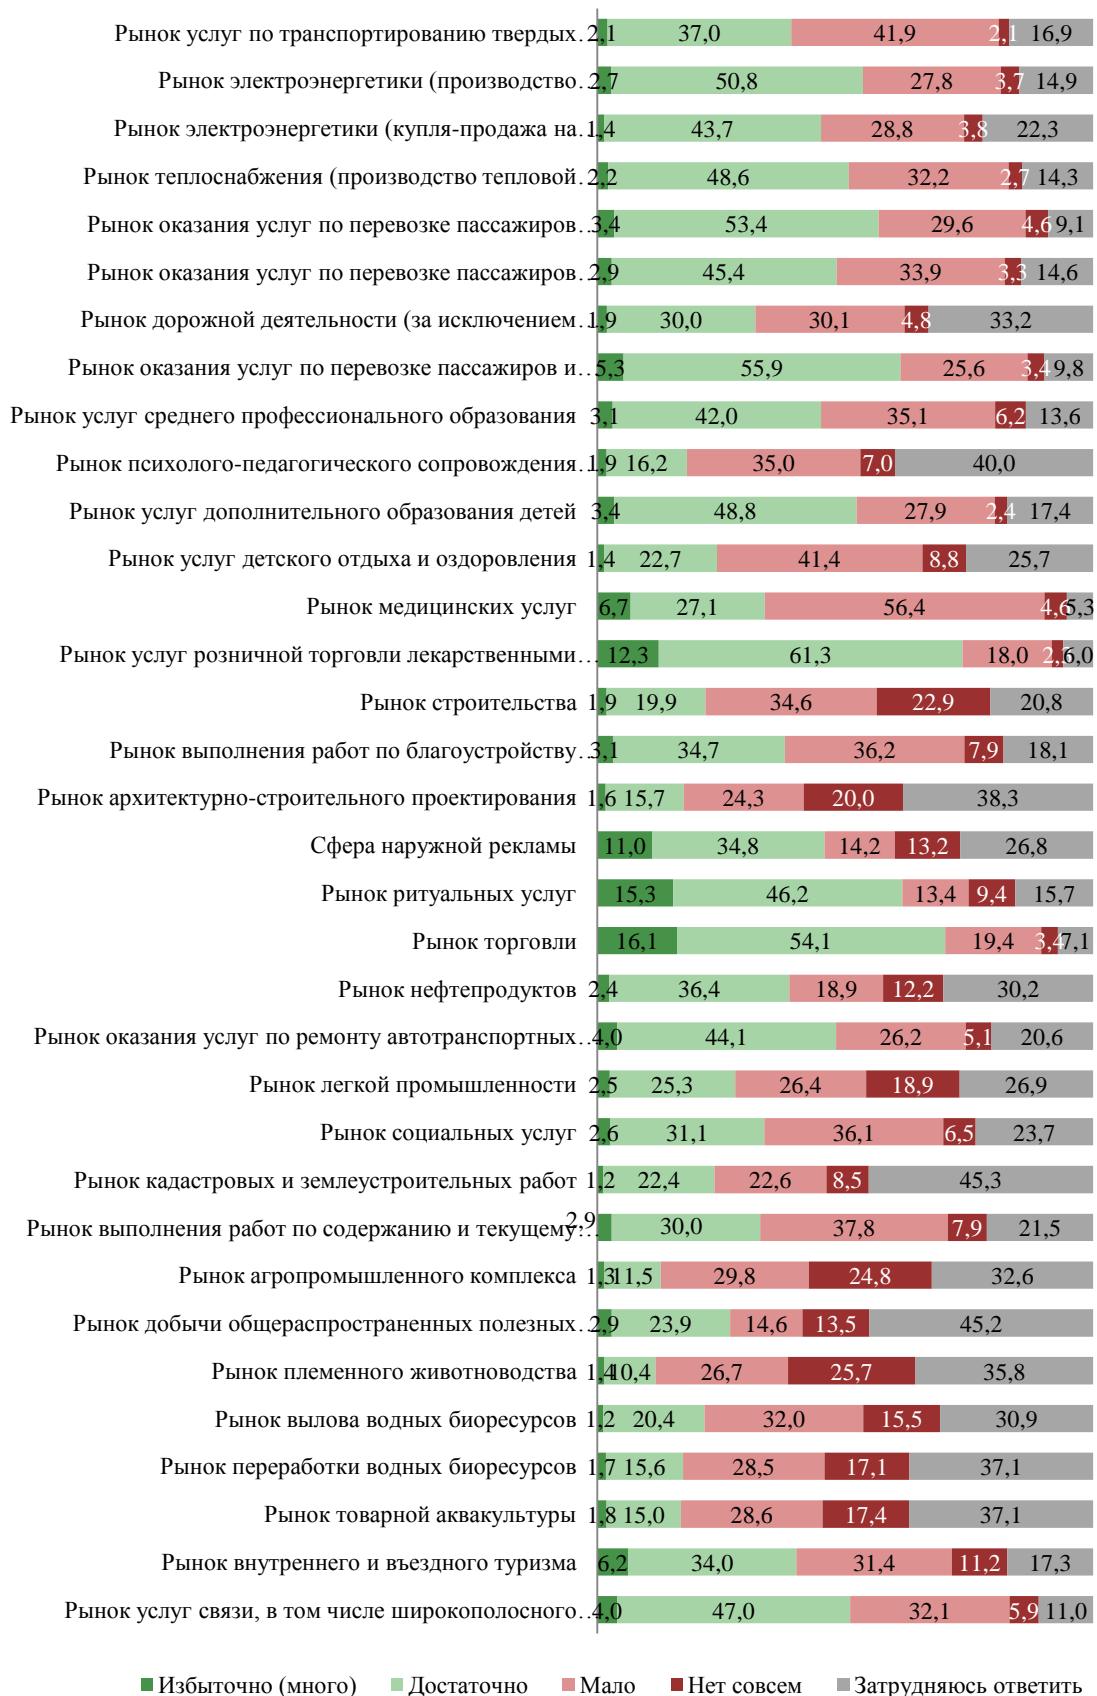 Рынок услуг по транспортированию твердых… 2,1 37,0 41,9 2,1 16,9
Рынок электроэнергетики (производство… 2,7 50,8 27,8 3,7 14,9
Рынок электроэнергетики (купля-продажа на… 1,4 43,7 28,8 3,8 22,3
Рынок теплоснабжения (производство тепловой… 2,2 48,6 32,2 2,7 14,3
Рынок оказания услуг по перевозке пассажиров… 3,4 53,4 29,6 4,6 9,1
Рынок оказания услуг по перевозке пассажиров… 2,9 45,4 33,9 3,3 14,6
Рынок дорожной деятельности (за исключением… 1,9 30,0 30,1 4,8 33,2
Рынок оказания услуг по перевозке пассажиров и… 5,3 55,9 25,6 3,4 9,8
Рынок услуг среднего профессионального образования 3,1 42,0 35,1 6,2 13,6
Рынок психолого-педагогического сопровождения… 1,9 16,2 35,0 7,0 40,0
Рынок услуг дополнительного образования детей 3,4 48,8 27,9 2,4 17,4
Рынок услуг детского отдыха и оздоровления 1,4 22,7 41,4 8,8 25,7
Рынок медицинских услуг 6,7 27,1 56,4 4,6 5,3
Рынок услуг розничной торговли лекарственными… 12,3 61,3 18,0 6,0
Рынок строительства 1,9 19,9 34,6 22,9 20,8
Рынок выполнения работ по благоустройству… 3,1 34,7 36,2 7,9 18,1
Рынок архитектурно-строительного проектирования 1,6 15,7 24,3 20,0 38,3
Сфера наружной рекламы 11,0 34,8 14,2 13,2 26,8
Рынок ритуальных услуг 15,3 46,2 13,4 9,4 15,7
Рынок торговли 16,1 54,1 19,4 3,4 7,1
Рынок нефтепродуктов 2,4 36,4 18,9 12,2 30,2
Рынок оказания услуг по ремонту автотранспортных… 4,0 44,1 26,2 5,1 20,6
Рынок легкой промышленности 2,5 25,3 26,4 18,9 26,9
Рынок социальных услуг 2,6 31,1 36,1 6,5 23,7
Рынок кадастровых и землеустроительных работ 1,2 22,4 22,6 8,5 45,3
Рынок выполнения работ по содержанию и текущему… 2,9 30,0 37,8 7,9 21,5
Рынок агропромышленного комплекса 1,3 11,5 29,8 24,8 32,6
Рынок добычи общераспространенных полезных… 2,9 23,9 14,6 13,5 45,2
Рынок племенного животноводства 1,4 10,4 26,7 25,7 35,8
Рынок вылова водных биоресурсов 1,2 20,4 32,0 15,5 30,9
Рынок переработки водных биоресурсов 1,7 15,6 28,5 17,1 37,1
Рынок товарной аквакультуры 1,8 15,0 28,6 17,4 37,1
Рынок внутреннего и въездного туризма 6,2 34,0 31,4 11,2 17,3
Рынок услуг связи, в том числе широкополосного… 4,0 47,0 32,1 5,9 11,0
Избыточно (много) Достаточно Мало Нет совсем Затрудняюсь ответить